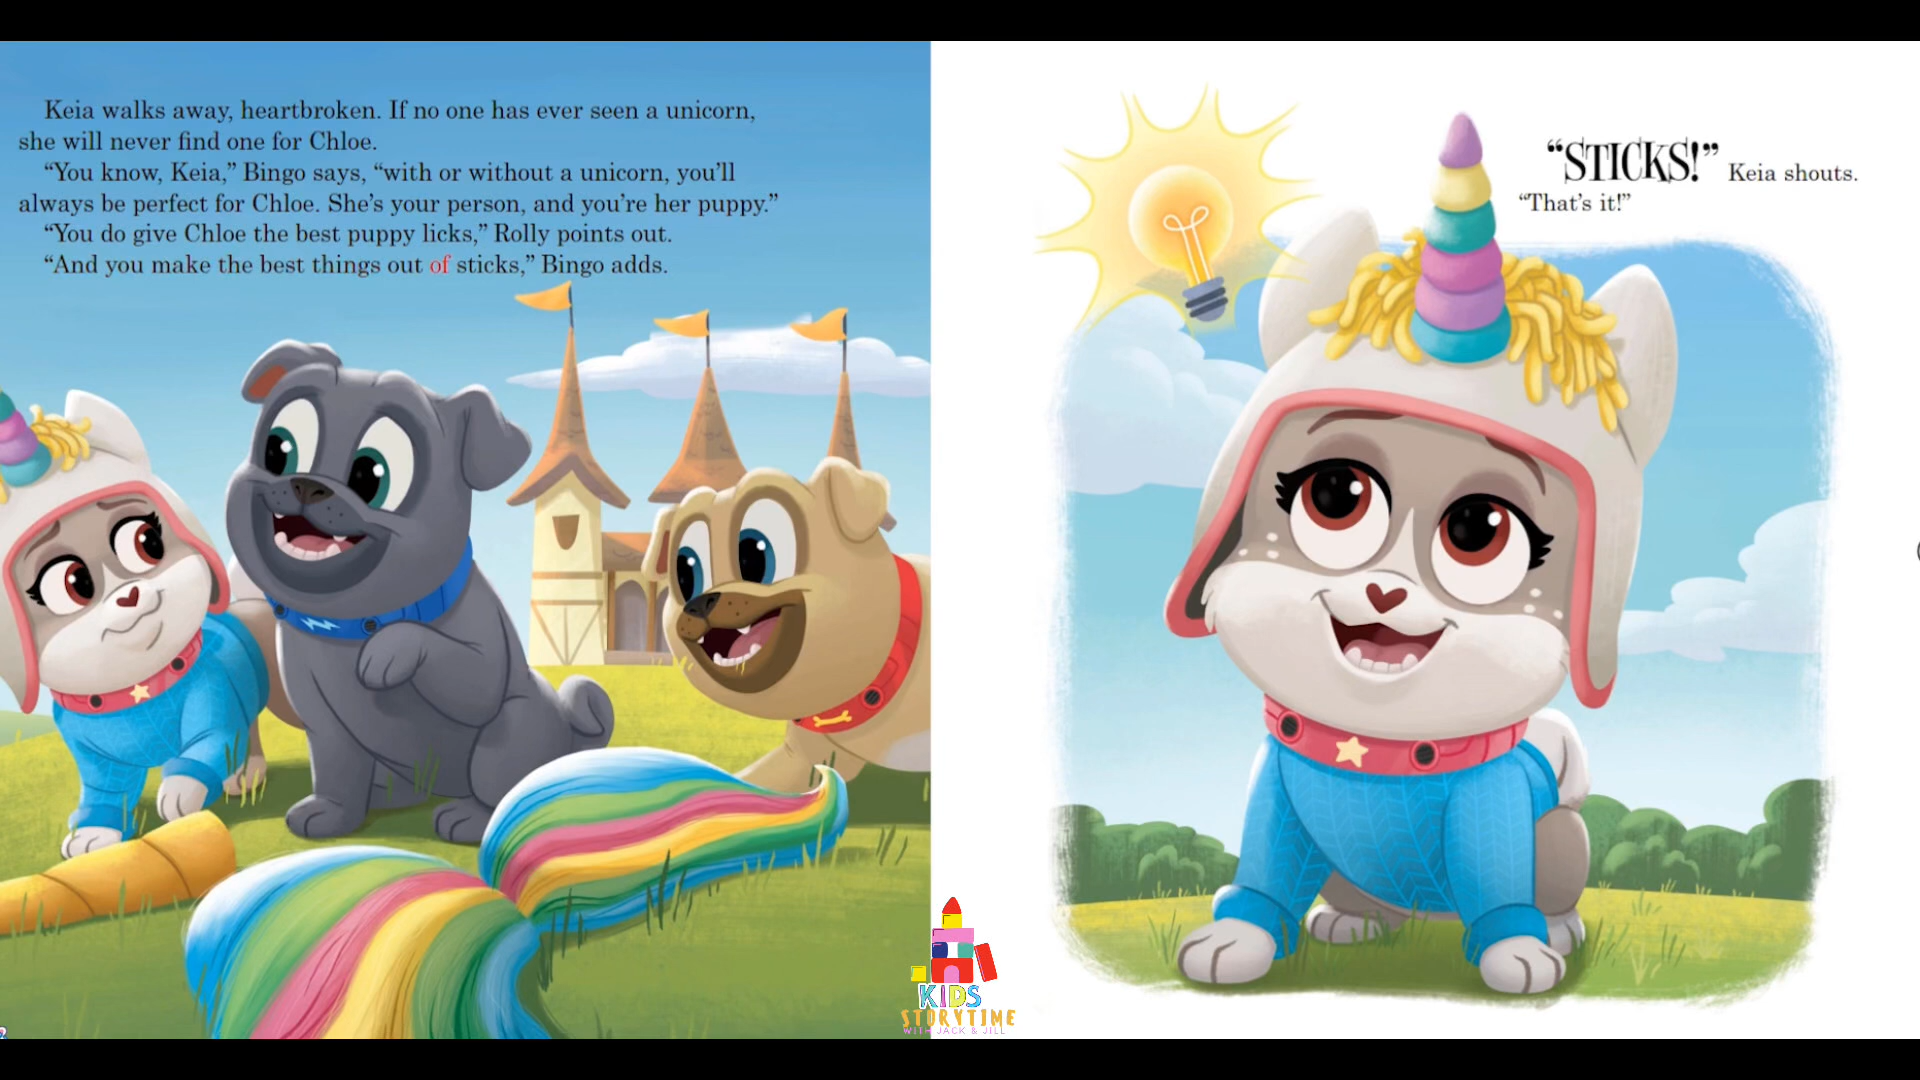 Keia walks away, heartbroken. If no one has ever seen a unicorn,
she will never find one for Chloe.
“You know, Keia,” Bingo says, “with or without a unicorn, you’ll
always be perfect for Chloe. She’s your person, and you’re her puppy.”
“You do give Chloe the best puppy licks,” Rolly points out.
“And you make the best things out of sticks,” Bingo adds.
“STICKS!” Keia shouts.
“That’s it!”
KIDS
STORYTIME
WITH JACK & JILL